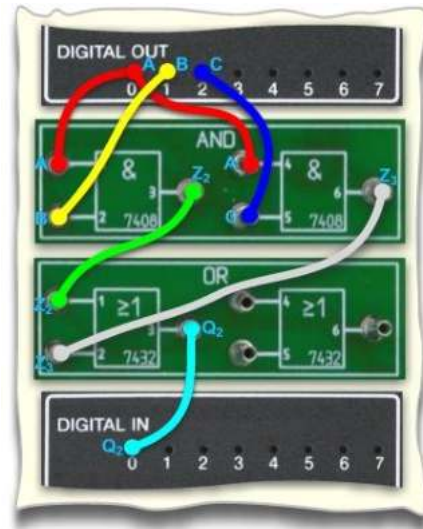 DIGITAL OUT
A B C
0 1 2 3 4 5 6 7
AND
A & A 4 &
3 Z2 6 Z3
B 2 7408 C 5 7408
OR
Z2 1 ≥1 4 ≥1
3 Q2 6
Z3 2 7432 5 7432
DIGITAL IN
Q2
0 1 2 3 4 5 6 7